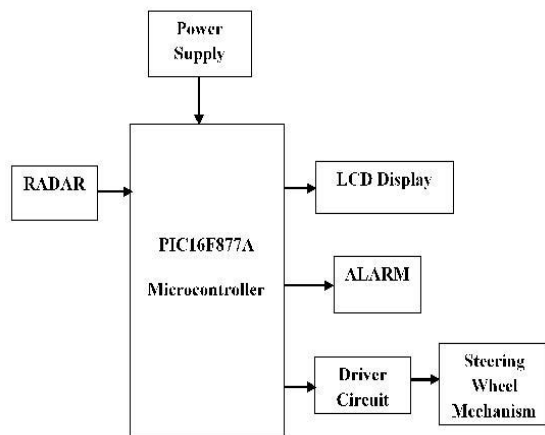 Power
Supply
RADAR
PIC16F877A
Microcontroller
LCD Display
ALARM
Driver
Circuit
Steering
Wheel
Mechanism